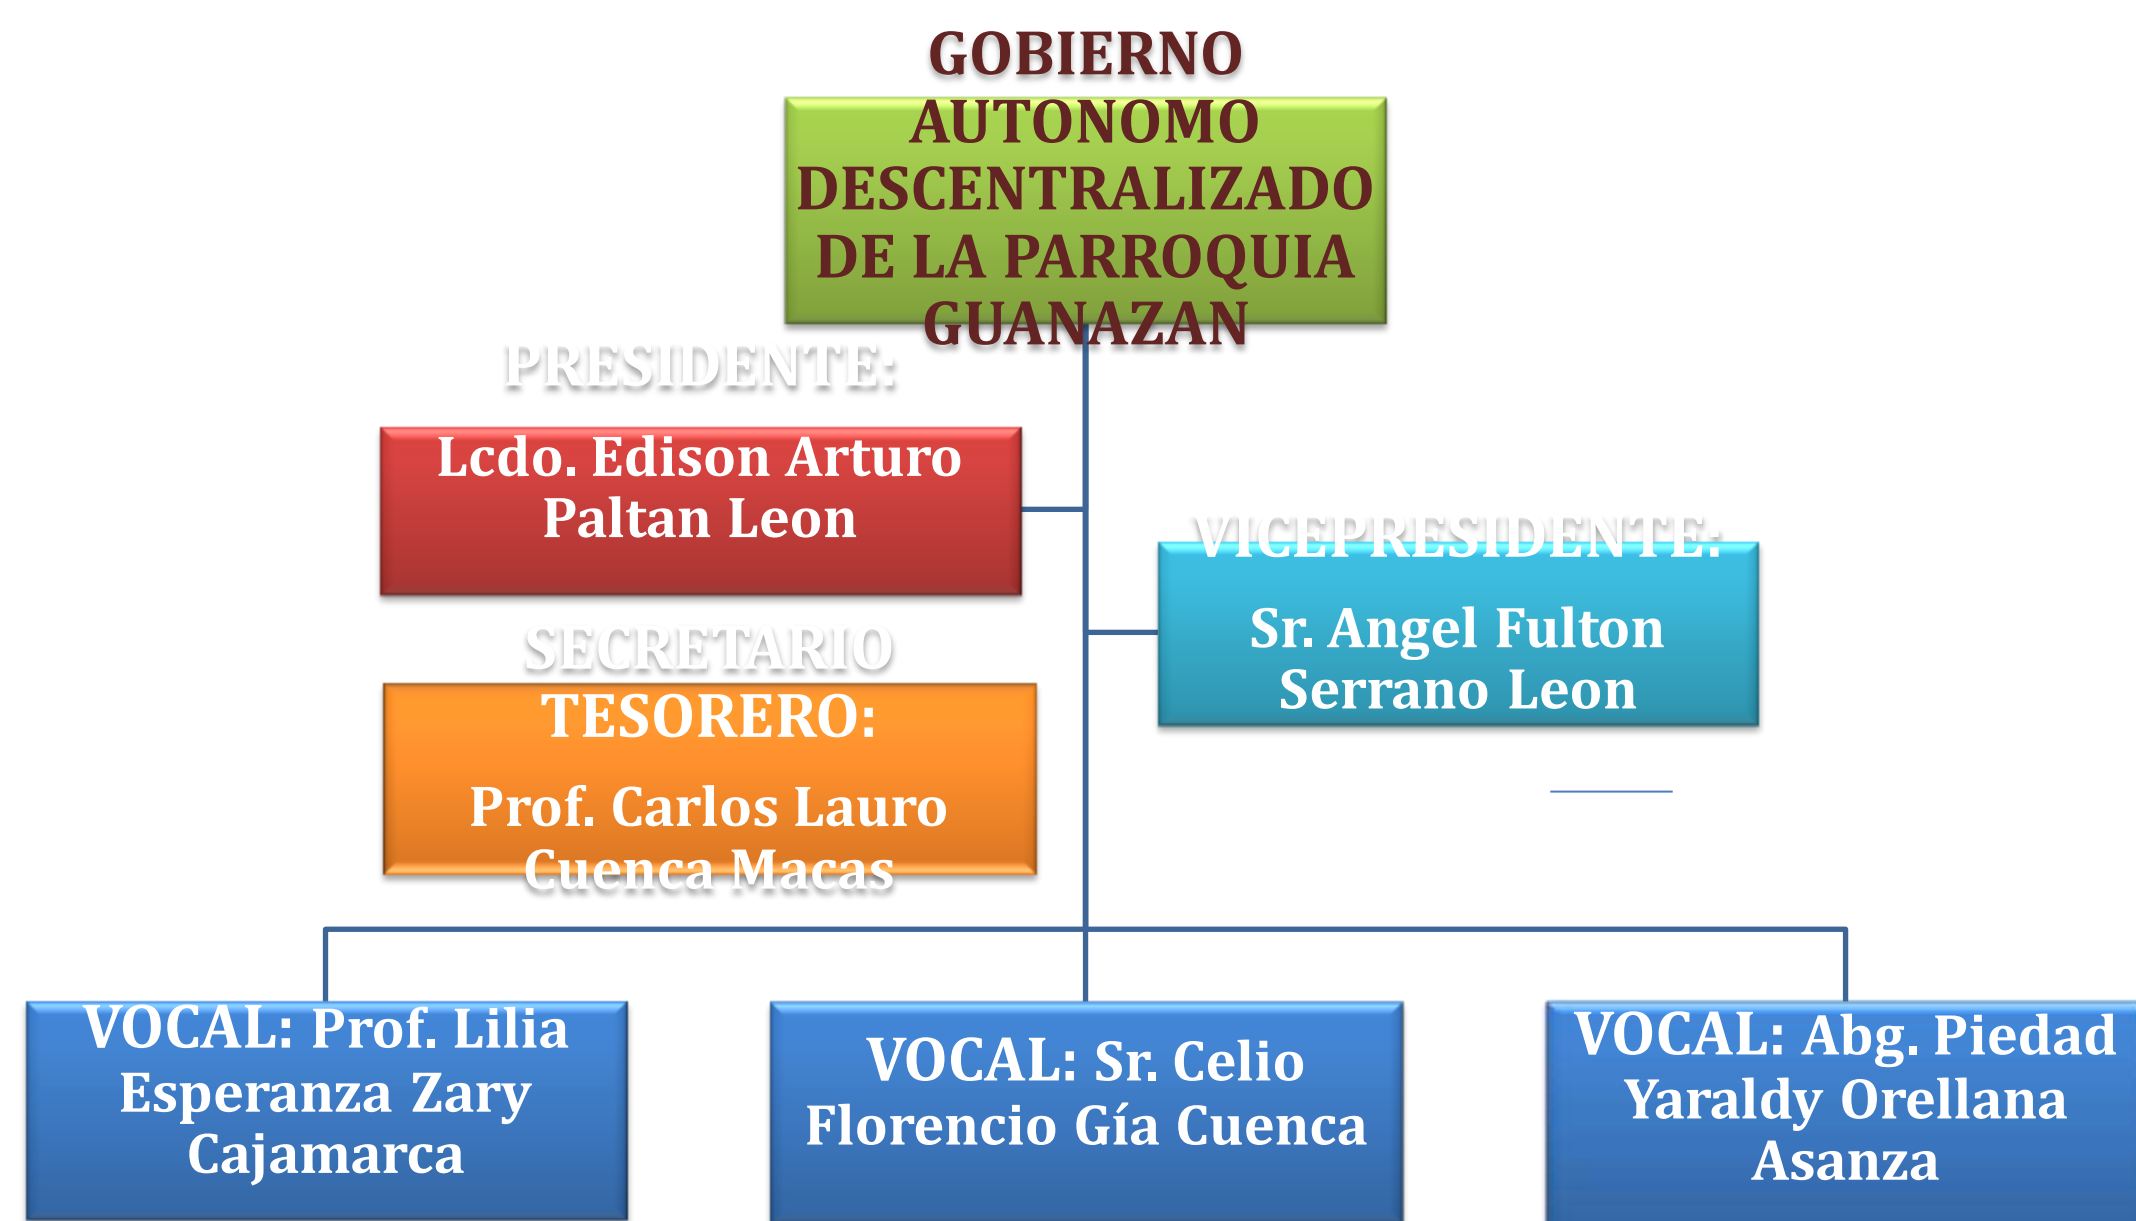 GOBIERNO
AUTONOMO
DESCENTRALIZADO
DE LA PARROQUIA
GUANAZAN
PRESIDENTE:
Lcdo. Edison Arturo
Paltan Leon
VICEPRESIDENTE:
Sr. Angel Fulton
Serrano Leon
SECRETARIO
TESORERO:
Prof. Carlos Lauro
Cuenca Macas
VOCAL: Prof. Lilia
Esperanza Zary
Cajamarca
VOCAL: Sr. Celio
Florencio Gía Cuenca
VOCAL: Abg. Piedad
Yaraldy Orellana
Asanza